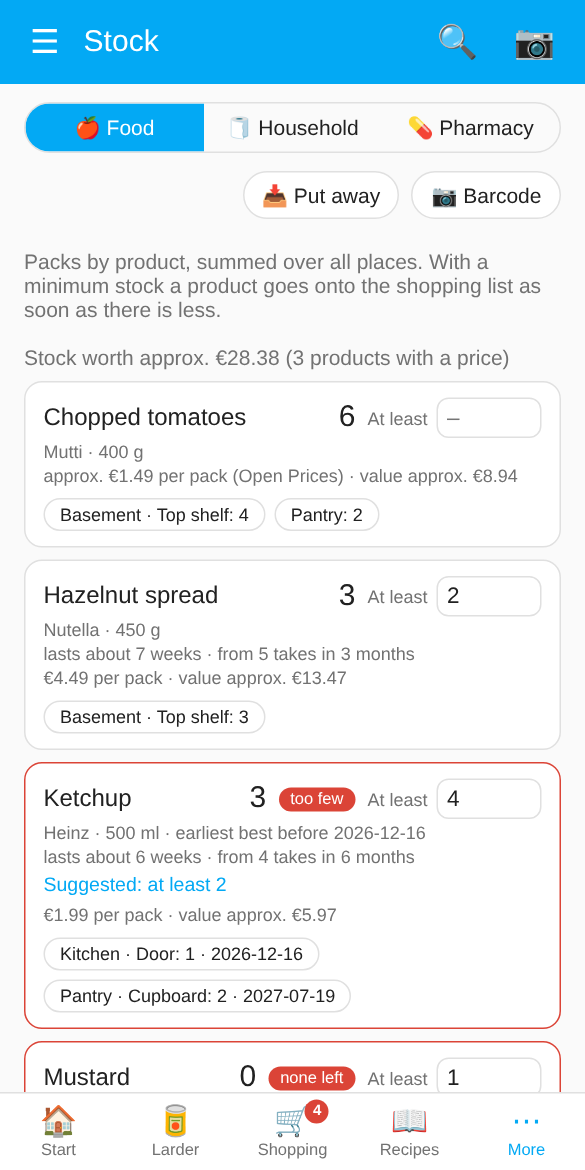 Stock
Food
Household
Pharmacy
Put away
Barcode
Packs by product, summed over all places. With a
minimum stock a product goes onto the shopping list as
soon as there is less.
Stock worth approx. €28.38 (3 products with a price)
Chopped tomatoes 6 At least –
Mutti · 400 g
approx. €1.49 per pack (Open Prices) · value approx. €8.94
Basement · Top shelf: 4
Pantry: 2
Hazelnut spread 3 At least 2
Nutella · 450 g
lasts about 7 weeks · from 5 takes in 3 months
€4.49 per pack · value approx. €13.47
Basement · Top shelf: 3
Ketchup 3 too few At least 4
Heinz · 500 ml · earliest best before 2026-12-16
lasts about 6 weeks · from 4 takes in 6 months
Suggested: at least 2
€1.99 per pack · value approx. €5.97
Kitchen · Door: 1 · 2026-12-16
Pantry · Cupboard: 2 · 2027-07-19
Mustard 0 none left At least 1
4
Start
Larder
Shopping
Recipes
More